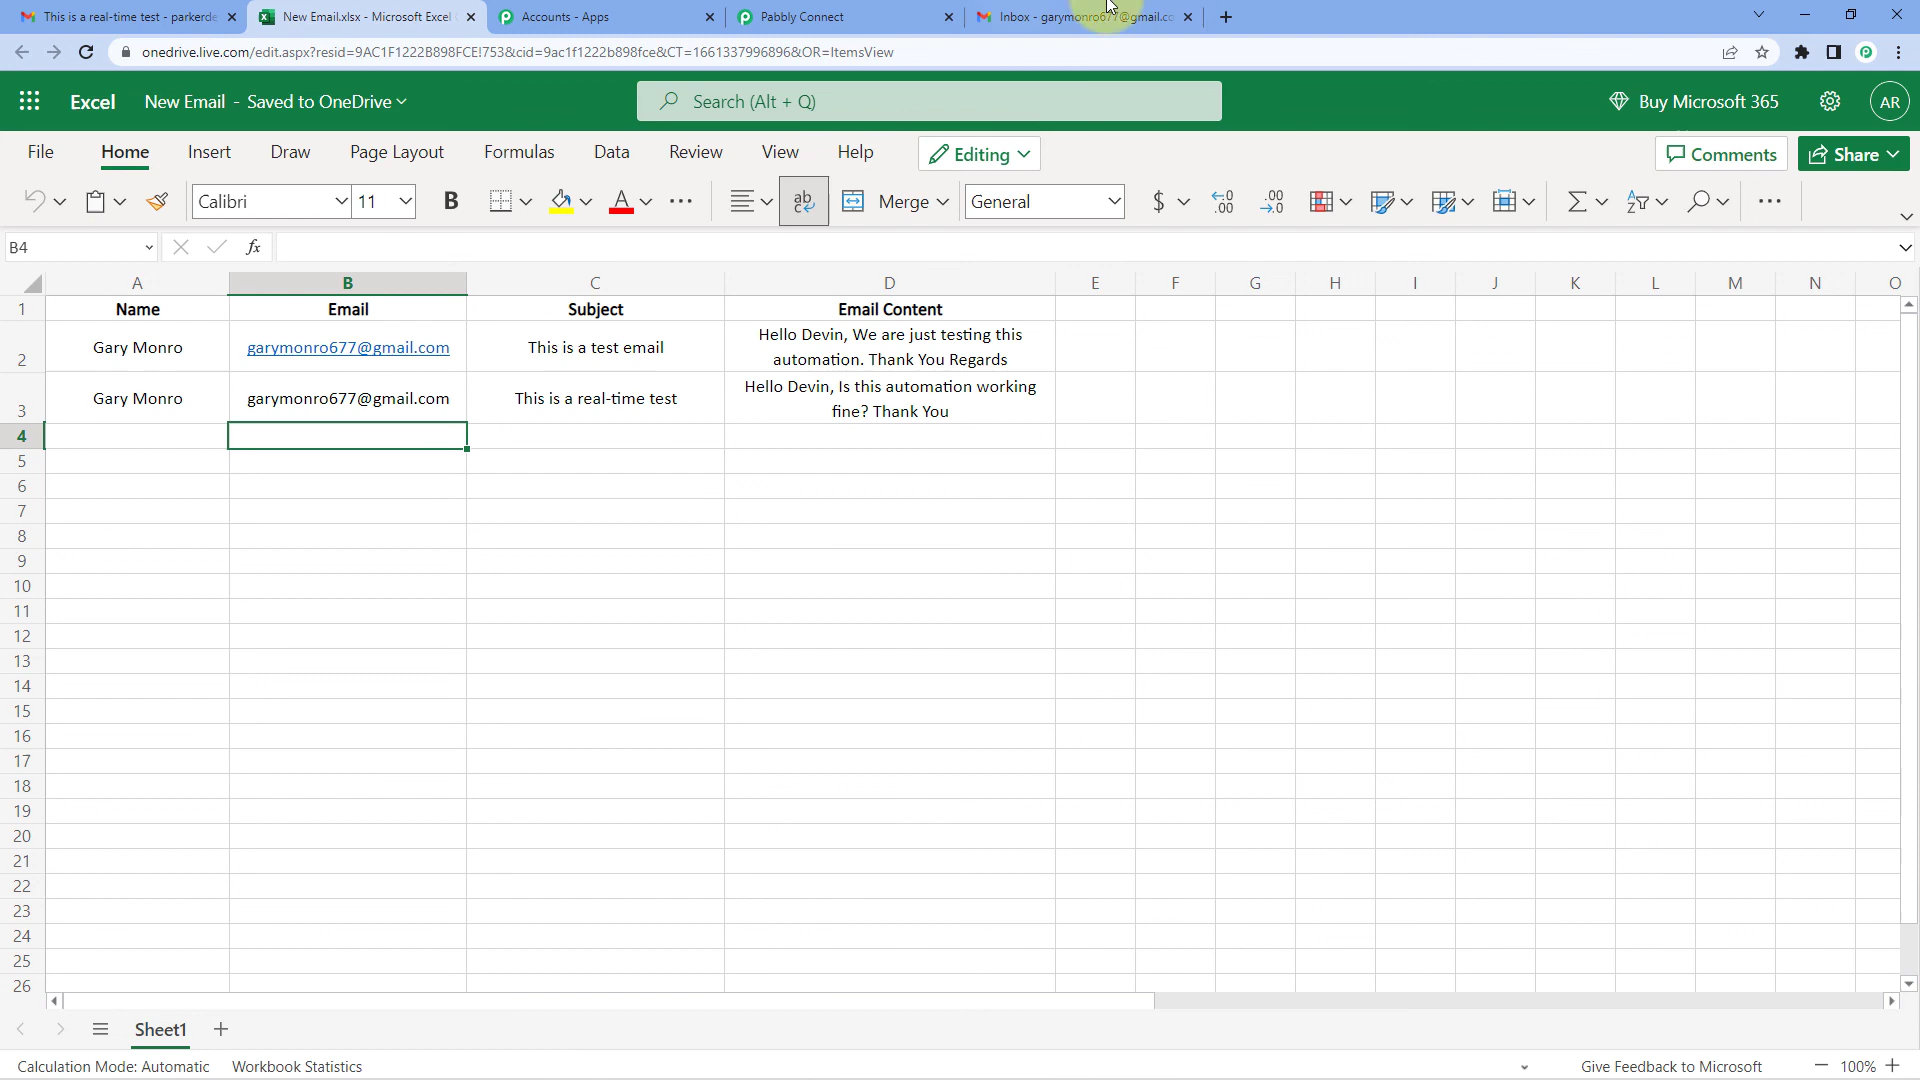 This is a real-time test - parkerde
New Email.xlsx - Microsoft Excel
Accounts - Apps
Pabbly Connect
Inbox - garymonro677@gmail.co
onedrive.live.com/edit.aspx?resid=9AC1F1222B898FCE!753&cid=9ac1f1222b898fce&CT=1661337996896&OR=ItemsView
Excel New Email - Saved to OneDrive
Search (Alt + Q)
Buy Microsoft 365
AR
File Home Insert Draw Page Layout Formulas Data Review View Help Editing Comments Share
Calibri 11 B A ab c Merge General $ .00 .00
B4 fx
A B C D E F G H I J K L M N O
1 Name Email Subject Email Content
2 Gary Monro garymonro677@gmail.com This is a test email Hello Devin, We are just testing this
automation. Thank You Regards
3 Gary Monro garymonro677@gmail.com This is a real-time test Hello Devin, Is this automation working
fine? Thank You
4
5
6
7
8
9
10
11
12
13
14
15
16
17
18
19
20
21
22
23
24
25
26
Sheet1
Calculation Mode: Automatic Workbook Statistics Give Feedback to Microsoft 100%